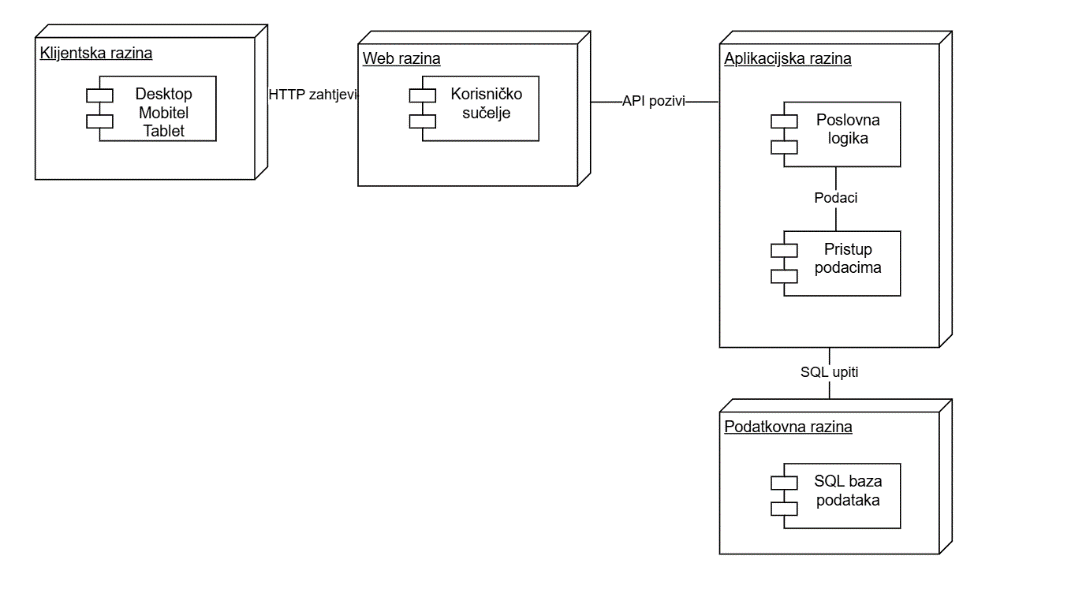 Klijentska razina
Desktop
Mobitel
Tablet
HTTP zahtjevi
Web razina
Korisničko
sučelje
API pozivi
Aplikacijska razina
Poslovna
logika
Podaci
Pristup
podacima
SQL upiti
Podatkovna razina
SQL baza
podataka